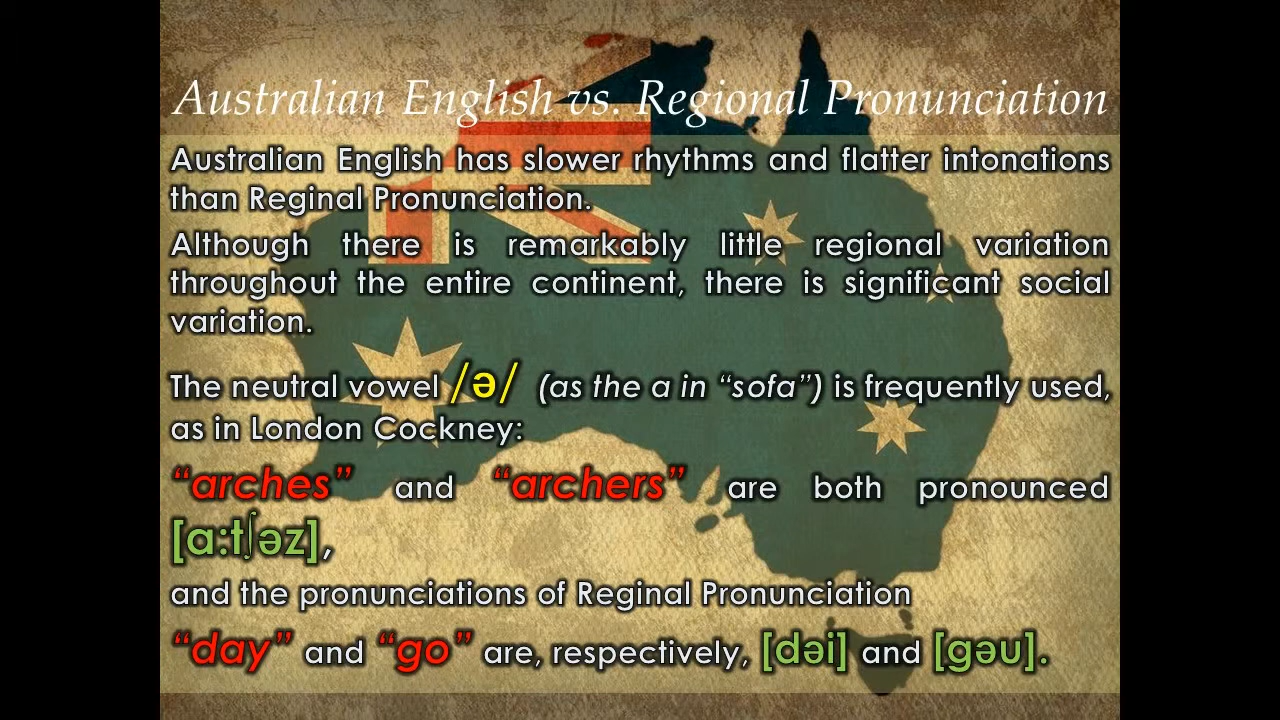 Australian English vs. Regional Pronunciation
Australian English has slower rhythms and flatter intonations
than Reginal Pronunciation.
Although there is remarkably little regional variation
throughout the entire continent, there is significant social
variation.
The neutral vowel /ə/ (as the a in “sofa”) is frequently used,
as in London Cockney:
“arches” and “archers” are both pronounced
[a:t∫əz],
and the pronunciations of Reginal Pronunciation
“day” and “go” are, respectively, [dəi] and [gəu].